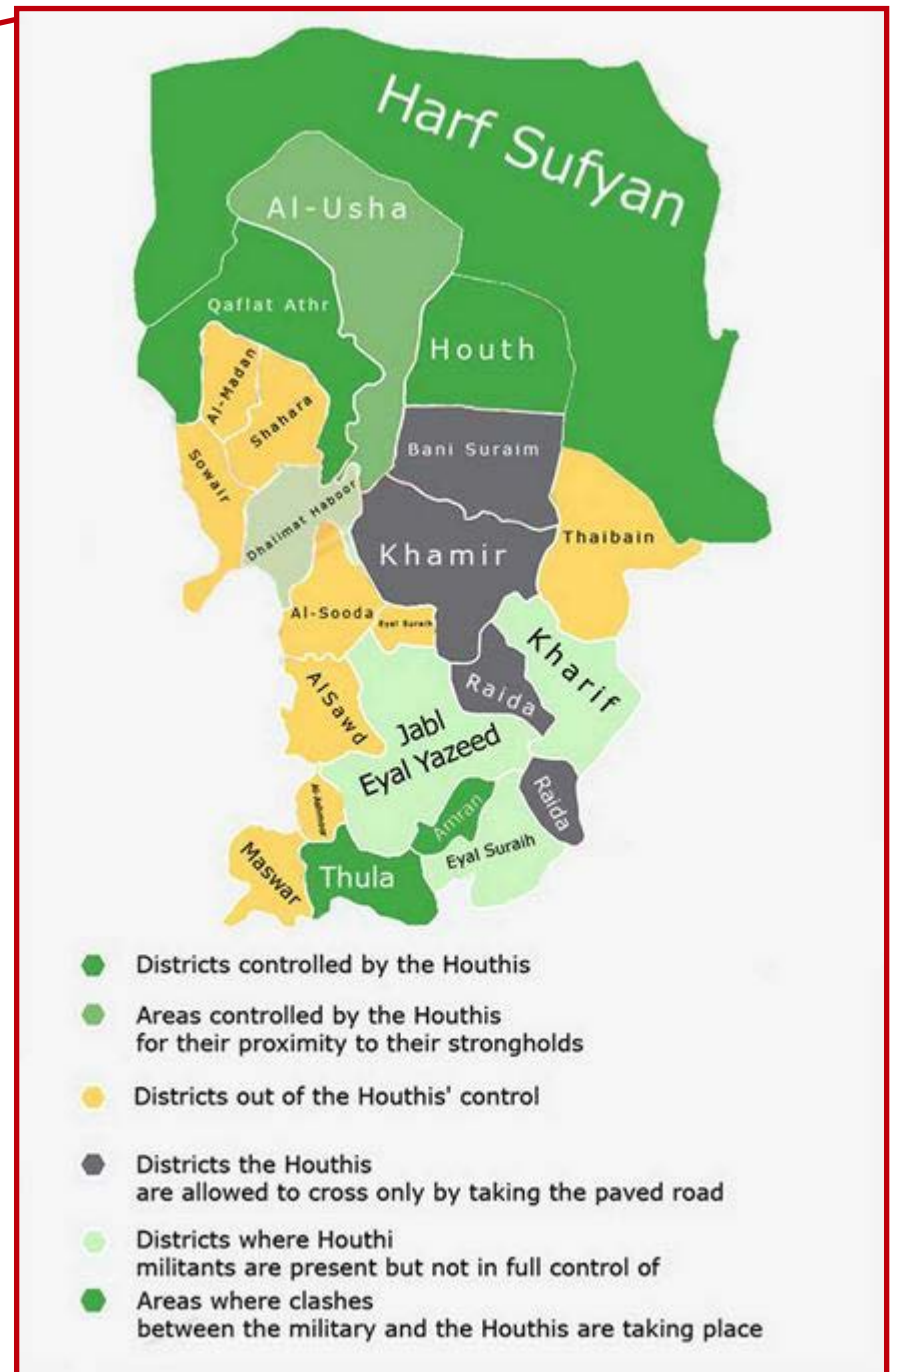 Harf Sufyan
Al-Usha
Qaflat Athr
Houth
Al-Madan
Shahara
Bani Suraim
Sowair
Dhalimat Haboor
Thaibain
Khamir
Al-Sooda
Eyal Suraih
Kharif
AlSawd
Raida
Jabl
Eyal Yazeed
Raida
Amran
Eyal Suraih
Maswar
Thula
Districts controlled by the Houthis
Areas controlled by the Houthis
for their proximity to their strongholds
Districts out of the Houthis' control
Districts the Houthis
are allowed to cross only by taking the paved road
Districts where Houthi
militants are present but not in full control of
Areas where clashes
between the military and the Houthis are taking place